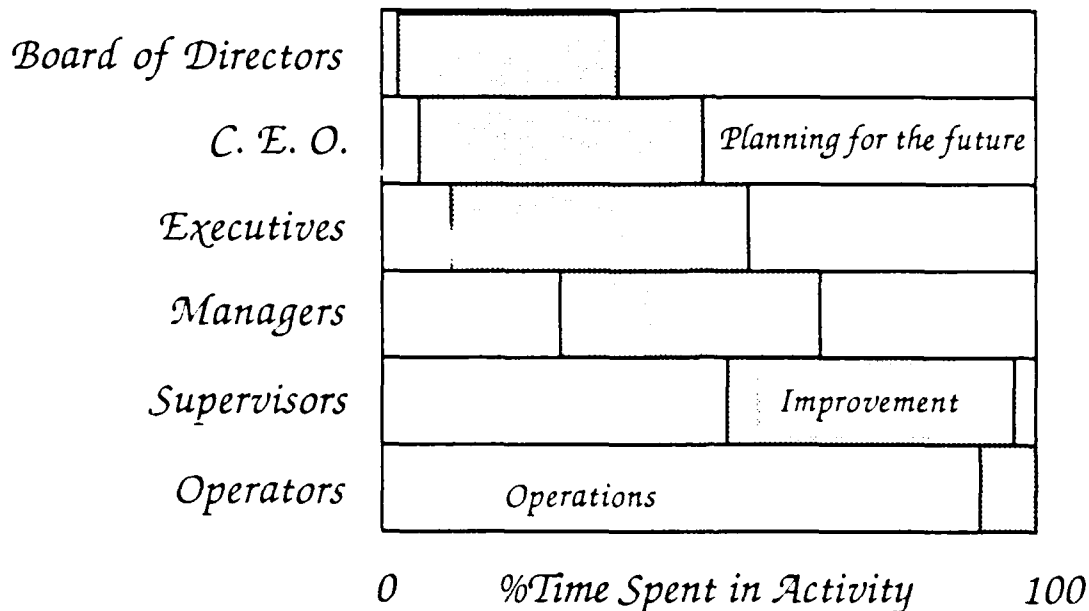 Board of Directors
C. E. O.
Planning for the future
Executives
Managers
Supervisors
Improvement
Operators
Operations
0 %Time Spent in Activity 100